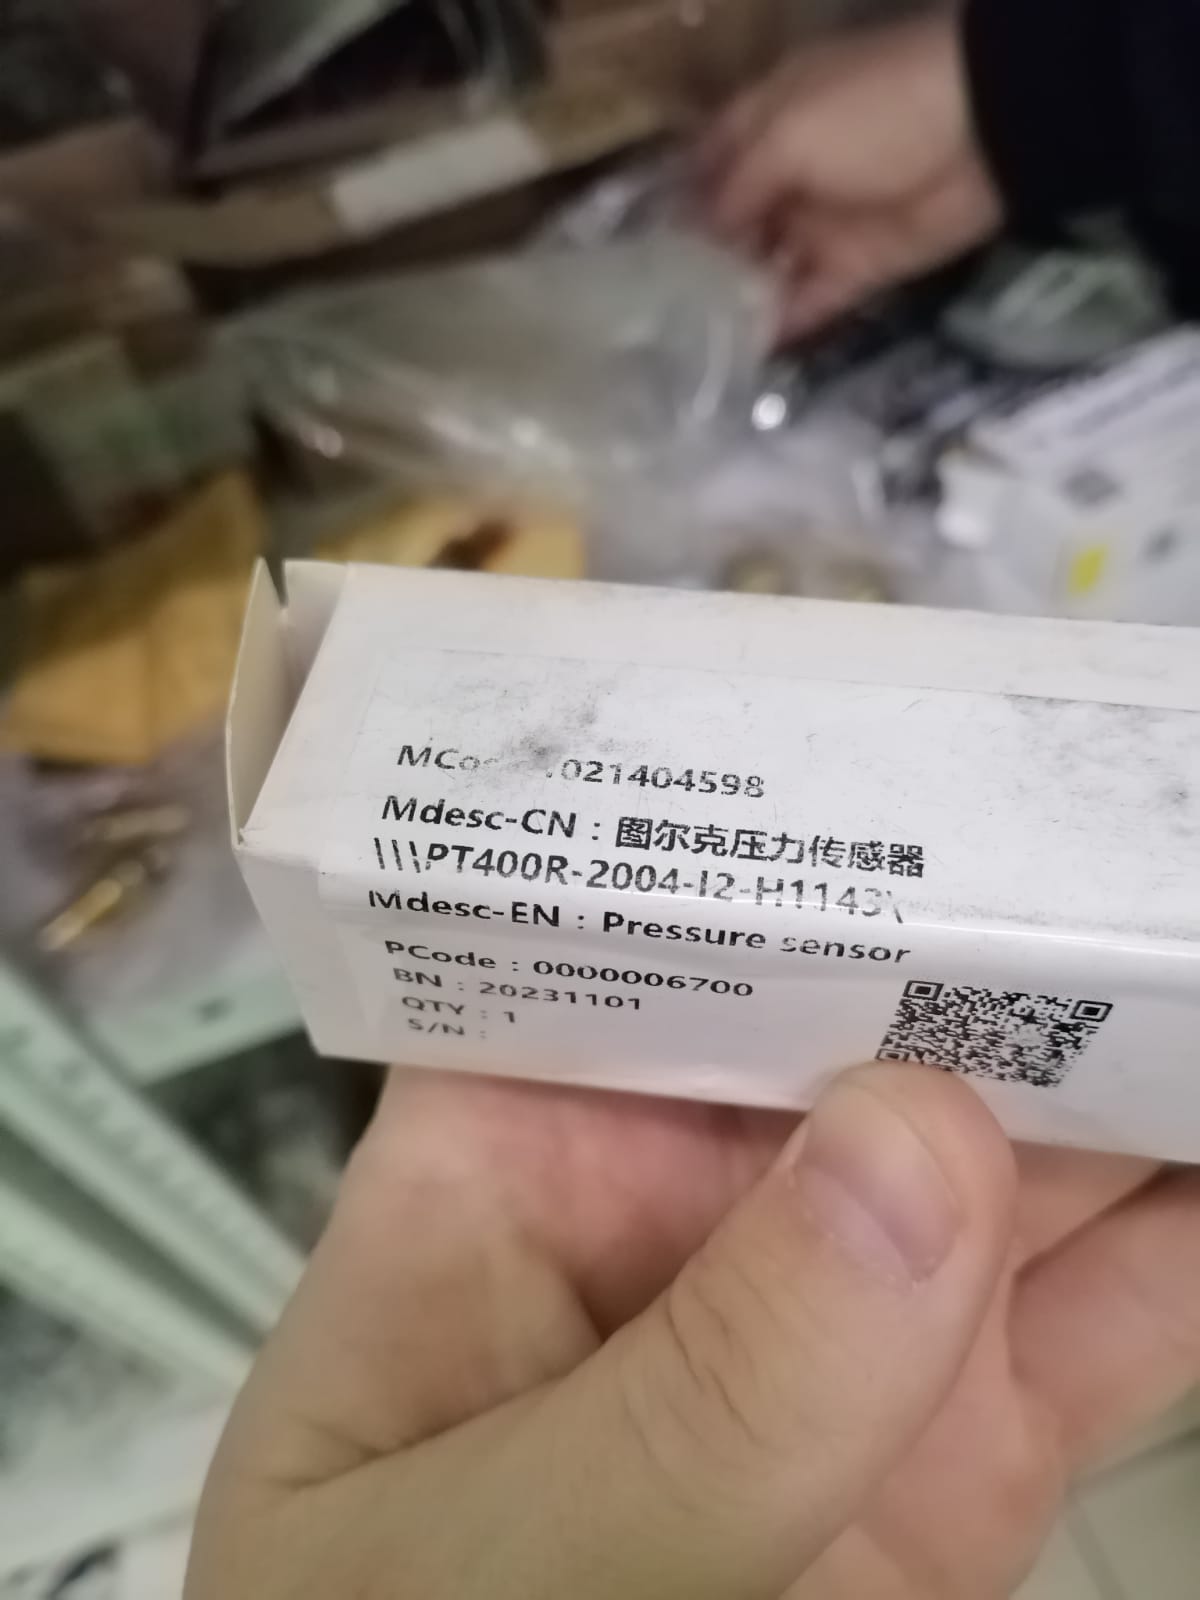 021404598
Mdesc-CN : 图尔克压力传感器
\\\PT400R-2004-I2-H1143\
Mdesc-EN : Pressure sensor
PCode : 0000006700
BN : 20231101
QTY : 1
S/N :